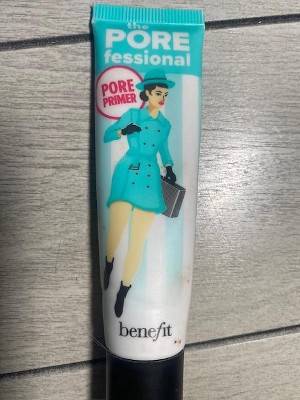 the
PORE
fessional
PORE
PRIMER
benefit